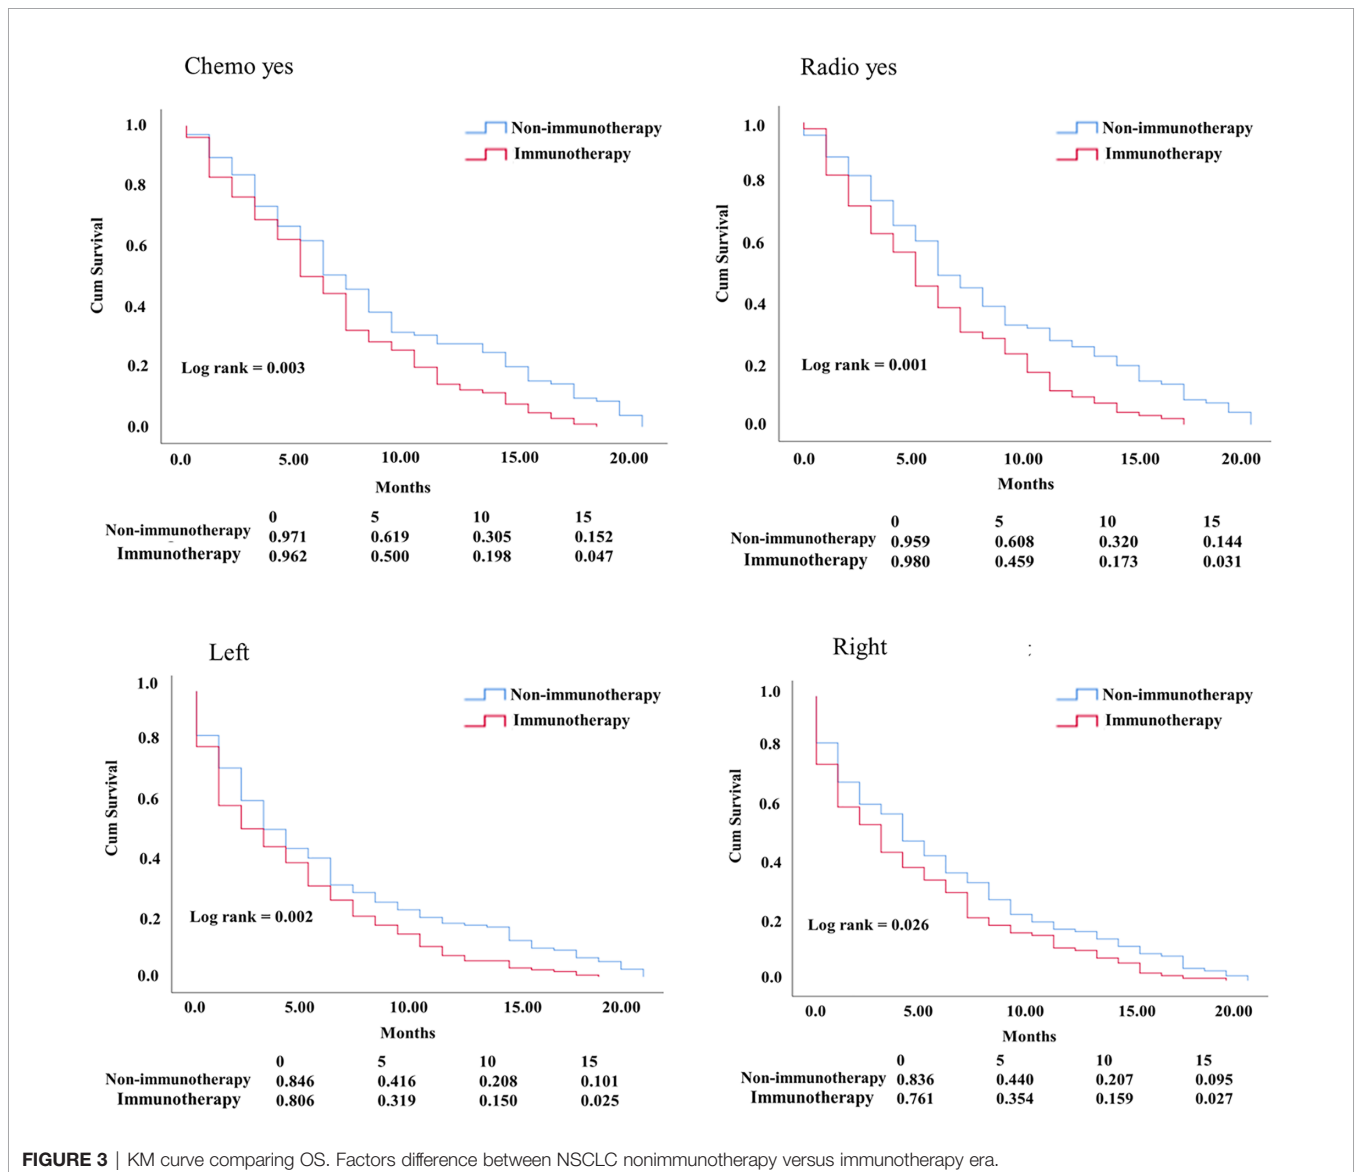 Chemo yes
1.0
0.8
0.6
0.4
0.2
0.0
Cum Survival
Non-immunotherapy
Immunotherapy
Log rank = 0.003
0.0 5.00 10.00 15.00 20.00
Months
0 5 10 15
Non-immunotherapy 0.971 0.619 0.305 0.152
Immunotherapy 0.962 0.500 0.198 0.047
Radio yes
1.0
0.8
0.6
0.4
0.2
0.0
Cum Survival
Non-immunotherapy
Immunotherapy
Log rank = 0.001
0.0 5.00 10.00 15.00 20.00
Months
0 5 10 15
Non-immunotherapy 0.959 0.608 0.320 0.144
Immunotherapy 0.980 0.459 0.173 0.031
Left
1.0
0.8
0.6
0.4
0.2
0.0
Cum Survival
Non-immunotherapy
Immunotherapy
Log rank = 0.002
0.0 5.00 10.00 15.00 20.00
Months
0 5 10 15
Non-immunotherapy 0.846 0.416 0.208 0.101
Immunotherapy 0.806 0.319 0.150 0.025
Right
1.0
0.8
0.6
0.4
0.2
0.0
Cum Survival
Non-immunotherapy
Immunotherapy
Log rank = 0.026
0.0 5.00 10.00 15.00 20.00
Months
0 5 10 15
Non-immunotherapy 0.836 0.440 0.207 0.095
Immunotherapy 0.761 0.354 0.159 0.027
FIGURE 3 | KM curve comparing OS. Factors difference between NSCLC nonimmunotherapy versus immunotherapy era.